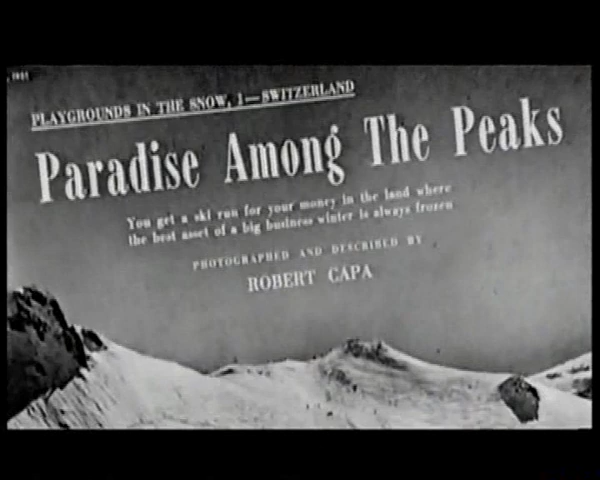 PLAYGROUNDS IN THE SNOW, 1—SWITZERLAND
Paradise Among The Peaks
You get a ski run for your money in the land where
the best asset of a big business winter is always frozen
PHOTOGRAPHED AND DESCRIBED BY
ROBERT CAPA